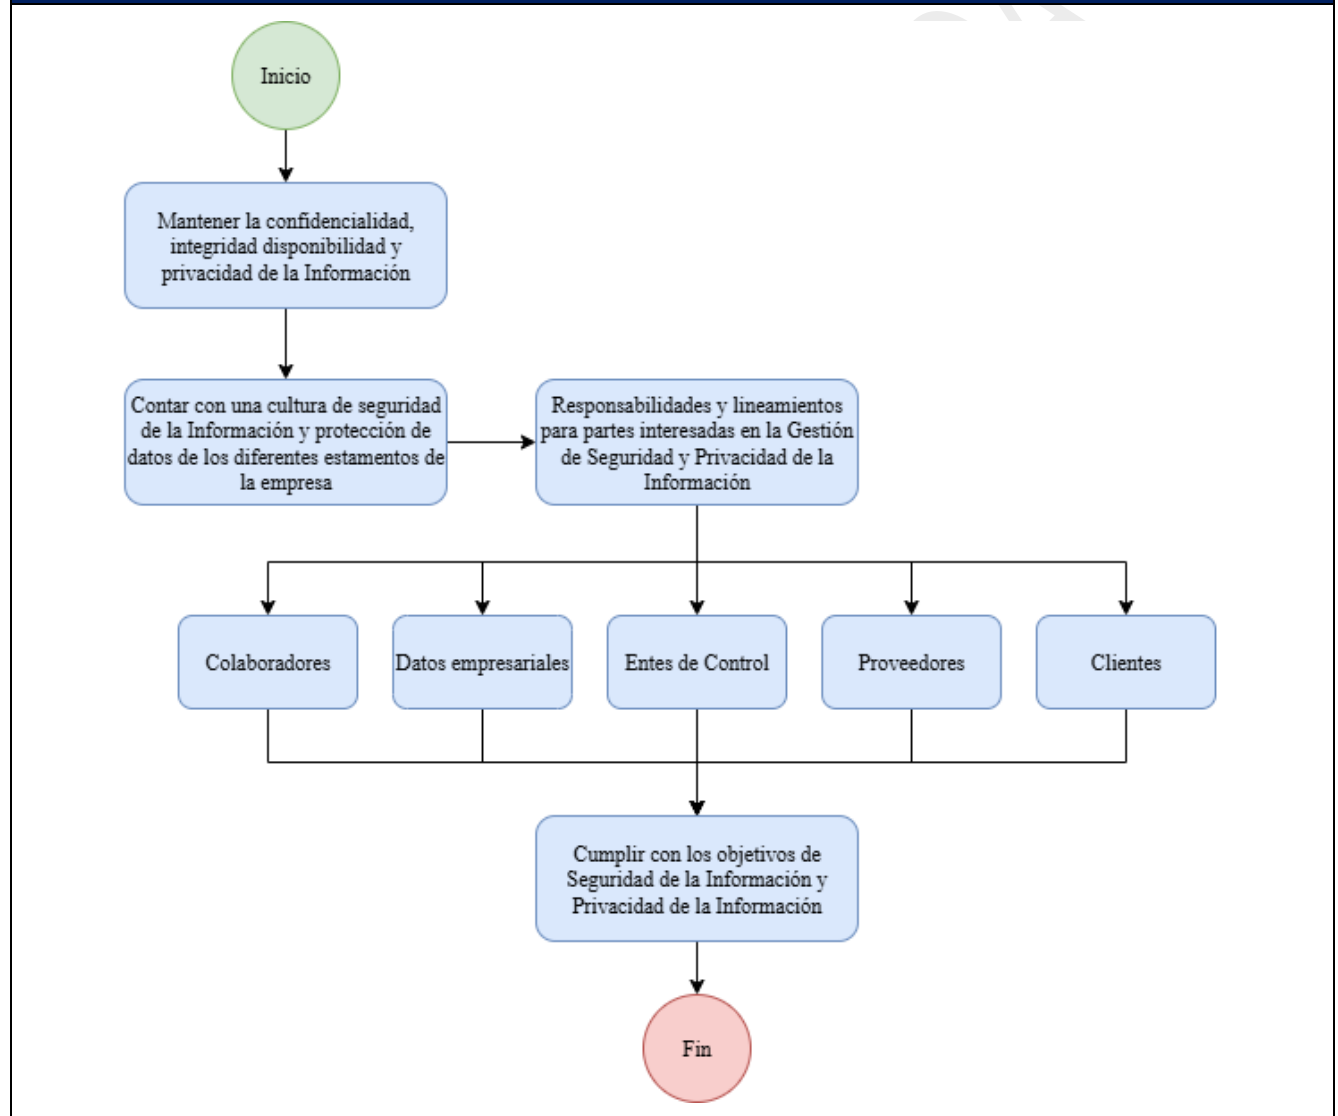 Inicio
Mantener la confidencialidad,
integridad disponibilidad y
privacidad de la Información
Contar con una cultura de seguridad
de la Información y protección de
datos de los diferentes estamentos de
la empresa
Responsabilidades y lineamientos
para partes interesadas en la Gestión
de Seguridad y Privacidad de la
Información
Colaboradores
Datos empresariales
Entes de Control
Proveedores
Clientes
Cumplir con los objetivos de
Seguridad de la Información y
Privacidad de la Información
Fin